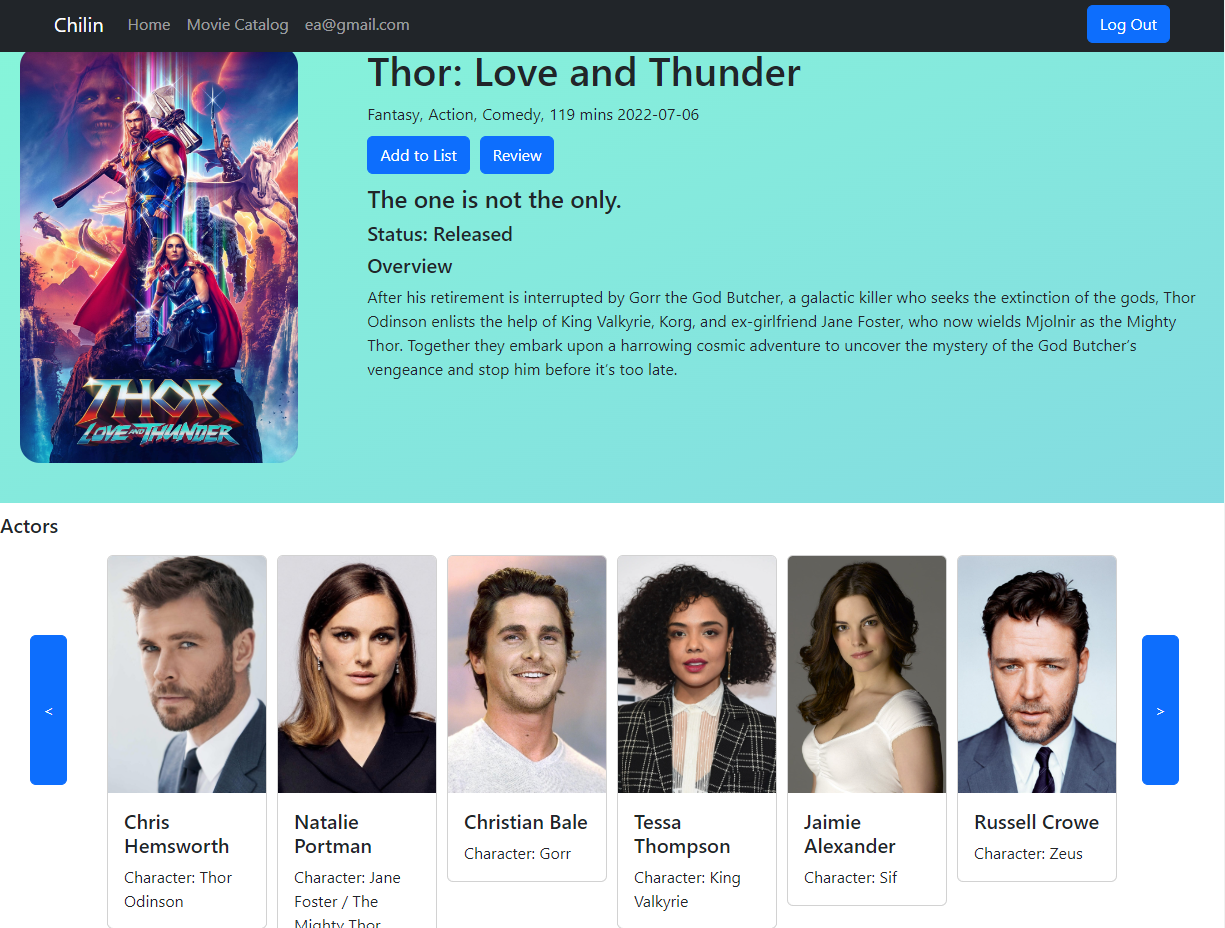 Chilin Home Movie Catalog ea@gmail.com Log Out
Thor: Love and Thunder
Fantasy, Action, Comedy, 119 mins 2022-07-06
Add to List Review
The one is not the only.
Status: Released
Overview
After his retirement is interrupted by Gorr the God Butcher, a galactic killer who seeks the extinction of the gods, Thor
Odinson enlists the help of King Valkyrie, Korg, and ex-girlfriend Jane Foster, who now wields Mjolnir as the Mighty
Thor. Together they embark upon a harrowing cosmic adventure to uncover the mystery of the God Butcher’s
vengeance and stop him before it’s too late.
THOR
LOVE AND THUNDER
Actors
<
>
Chris
Hemsworth
Character: Thor
Odinson
Natalie
Portman
Character: Jane
Foster / The
Mighty Thor
Christian Bale
Character: Gorr
Tessa
Thompson
Character: King
Valkyrie
Jaimie
Alexander
Character: Sif
Russell Crowe
Character: Zeus